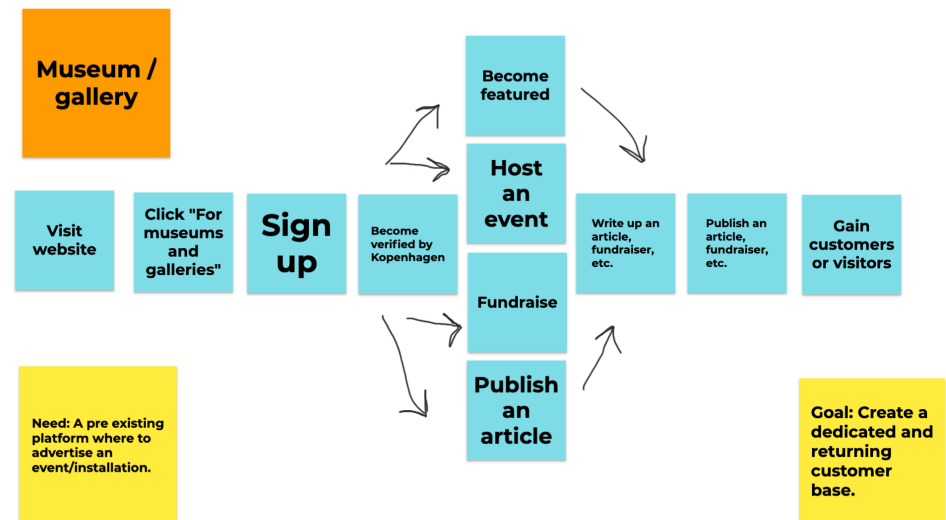 Museum /
gallery
Visit
website
Click "For
museums
and
galleries"
Sign
up
Become
verified by
Kopenhagen
Become
featured
Host
an
event
Fundraise
Publish
an
article
Write up an
article,
fundraiser,
etc.
Publish an
article,
fundraiser,
etc.
Gain
customers
or visitors
Need: A pre existing
platform where to
advertise an
event/installation.
Goal: Create a
dedicated and
returning
customer
base.